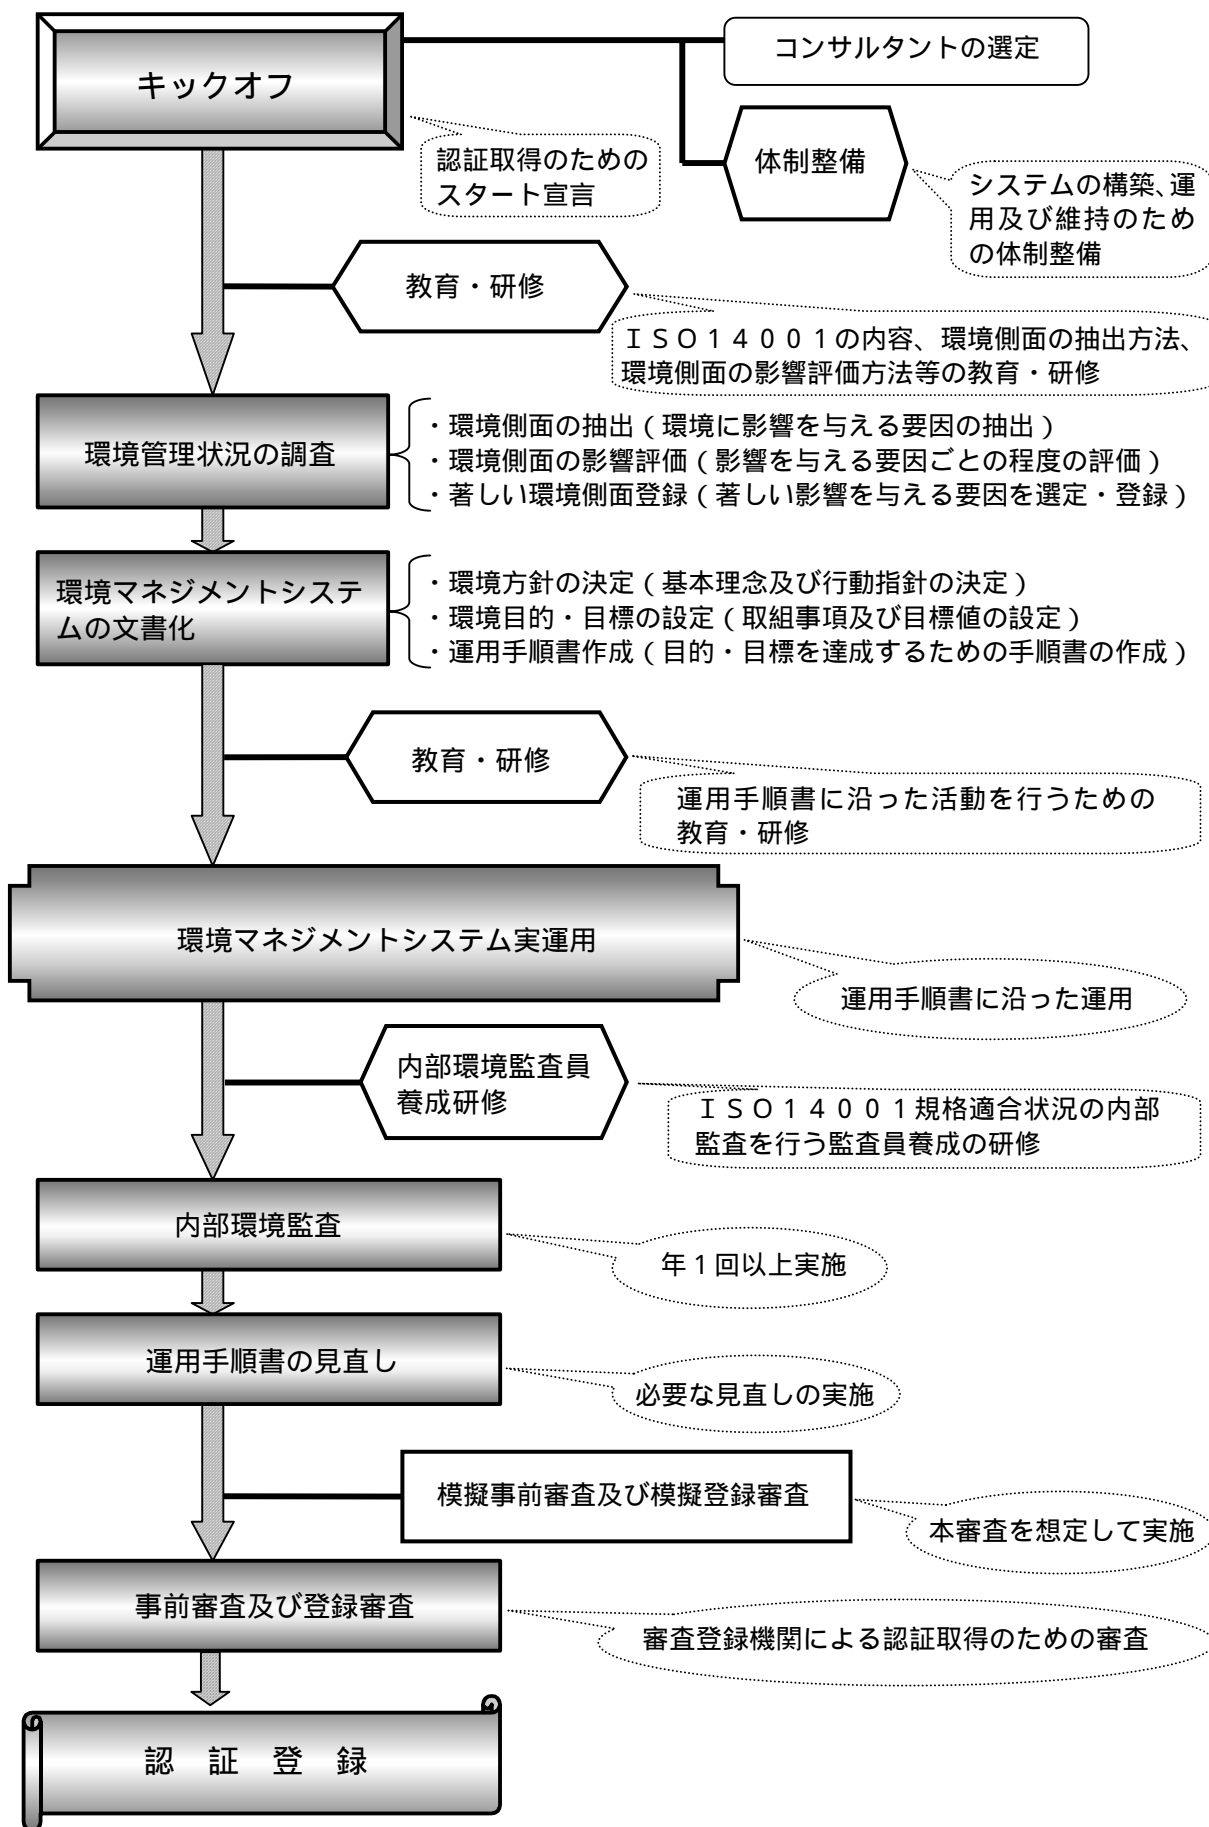 キックオフ
コンサルタントの選定
認証取得のための
スタート宣言
体制整備
システムの構築、運
用及び維持のため
の体制整備
教育・研修
ＩＳＯ１４００１の内容、環境側面の抽出方法、
環境側面の影響評価方法等の教育・研修
環境管理状況の調査
・環境側面の抽出（環境に影響を与える要因の抽出）
・環境側面の影響評価（影響を与える要因ごとの程度の評価）
・著しい環境側面登録（著しい影響を与える要因を選定・登録）
環境マネジメントシステ
ムの文書化
・環境方針の決定（基本理念及び行動指針の決定）
・環境目的・目標の設定（取組事項及び目標値の設定）
・運用手順書作成（目的・目標を達成するための手順書の作成）
教育・研修
運用手順書に沿った活動を行うための
教育・研修
環境マネジメントシステム実運用
運用手順書に沿った運用
内部環境監査員
養成研修
ＩＳＯ１４００１規格適合状況の内部
監査を行う監査員養成の研修
内部環境監査
年１回以上実施
運用手順書の見直し
必要な見直しの実施
模擬事前審査及び模擬登録審査
本審査を想定して実施
事前審査及び登録審査
審査登録機関による認証取得のための審査
認　証　登　録